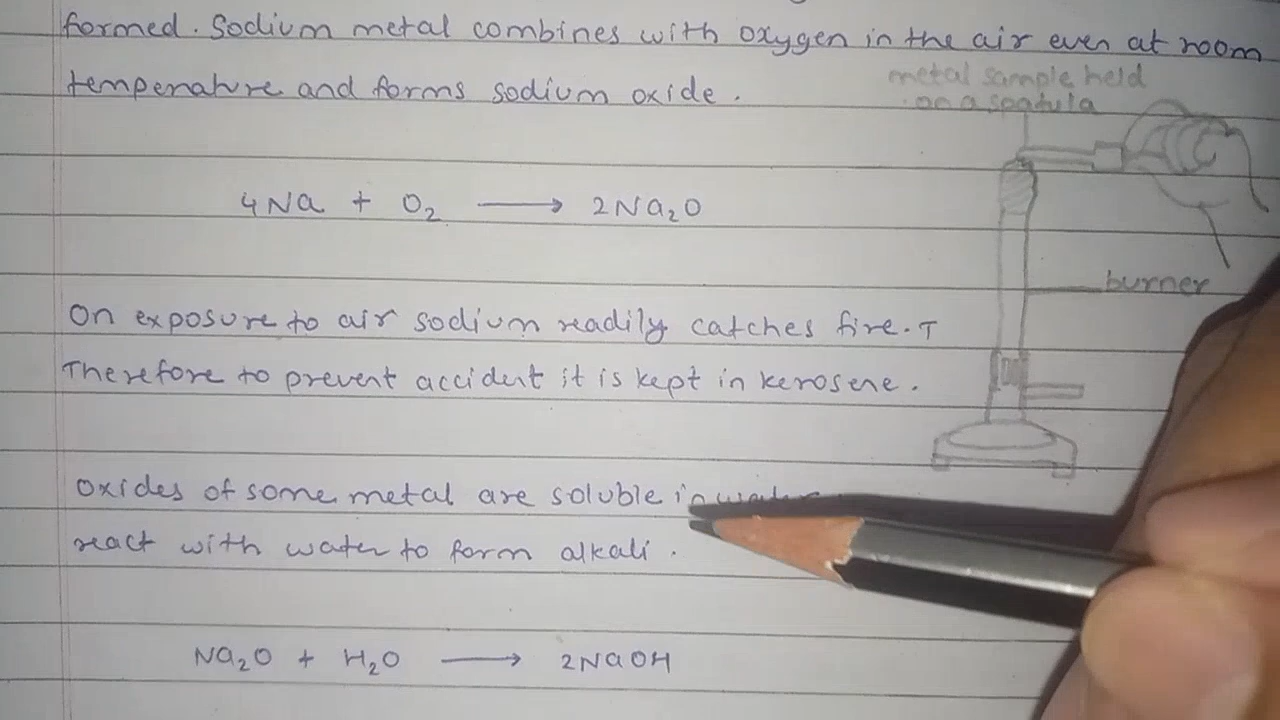 formed. Sodium metal combines with oxygen in the air even at room
temperature and forms sodium oxide.
metal sample held
on a spatula
4Na + O₂ ⟶ 2Na₂O
burner
On exposure to air sodium readily catches fire. T
Therefore to prevent accident it is kept in kerosene.
Oxides of some metal are soluble in water
react with water to form alkali.
Na₂O + H₂O ⟶ 2NaOH